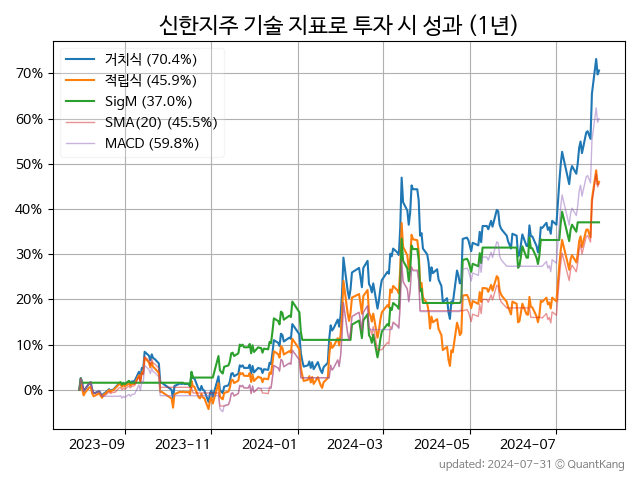 신한지주 기술 지표로 투자 시 성과 (1년)
거치식 (70.4%)
적립식 (45.9%)
SigM (37.0%)
SMA(20) (45.5%)
MACD (59.8%)
70%
60%
50%
40%
30%
20%
10%
0%
2023-09 2023-11 2024-01 2024-03 2024-05 2024-07
updated: 2024-07-31 © QuantKang